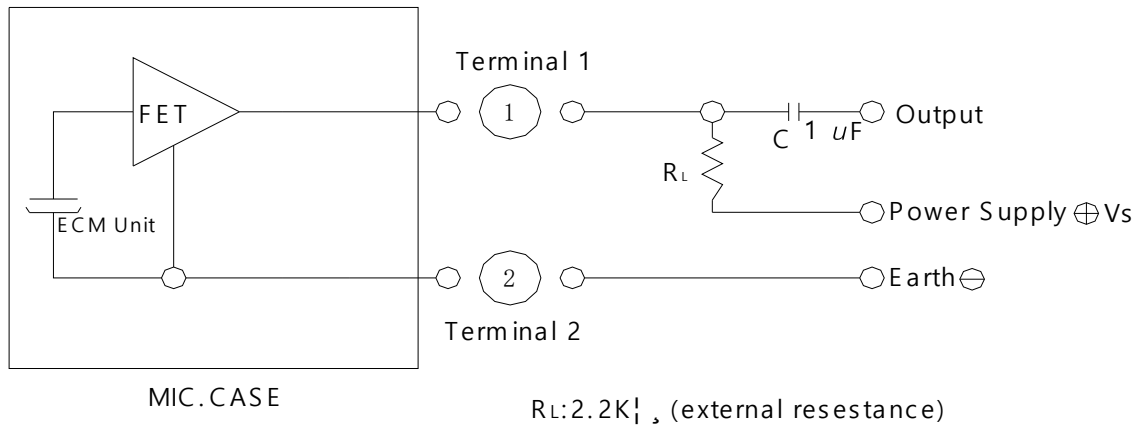 Terminal 1
FET
1
C 1 uF
Output
RL
ECM Unit
Power Supply ⊕ Vs
2
Earth ⊖
Terminal 2
MIC.CASE
RL:2.2K¦ ¸ (external resestance)